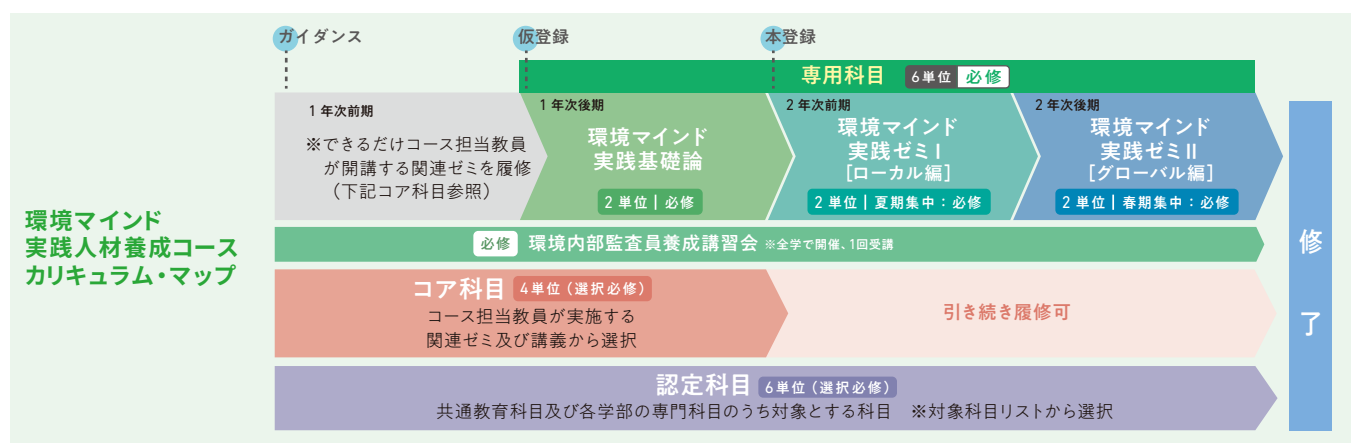 ガイダンス
仮登録
本登録
専用科目 6単位 必修
1年次前期
※できるだけコース担当教員
が開講する関連ゼミを履修
（下記コア科目参照）
1年次後期
環境マインド
実践基礎論
2単位｜必修
2年次前期
環境マインド
実践ゼミⅠ
［ローカル編］
2単位｜夏期集中：必修
2年次後期
環境マインド
実践ゼミⅡ
［グローバル編］
2単位｜春期集中：必修
環境マインド
実践人材養成コース
カリキュラム・マップ
必修 環境内部監査員養成講習会 ※全学で開催、1回受講
コア科目 4単位（選択必修）
コース担当教員が実施する
関連ゼミ及び講義から選択
引き続き履修可
認定科目 6単位（選択必修）
共通教育科目及び各学部の専門科目のうち対象とする科目　※対象科目リストから選択
修了